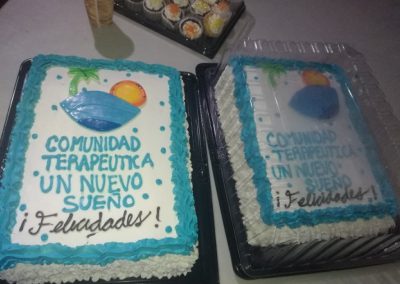 COMUNIDAD
TERAPEUTICA
UN NUEVO
SUEÑO
¡Felicidades!
COMUNIDAD
TERAPEUTICA
UN NUEVO
SUEÑO
¡Felicidades!